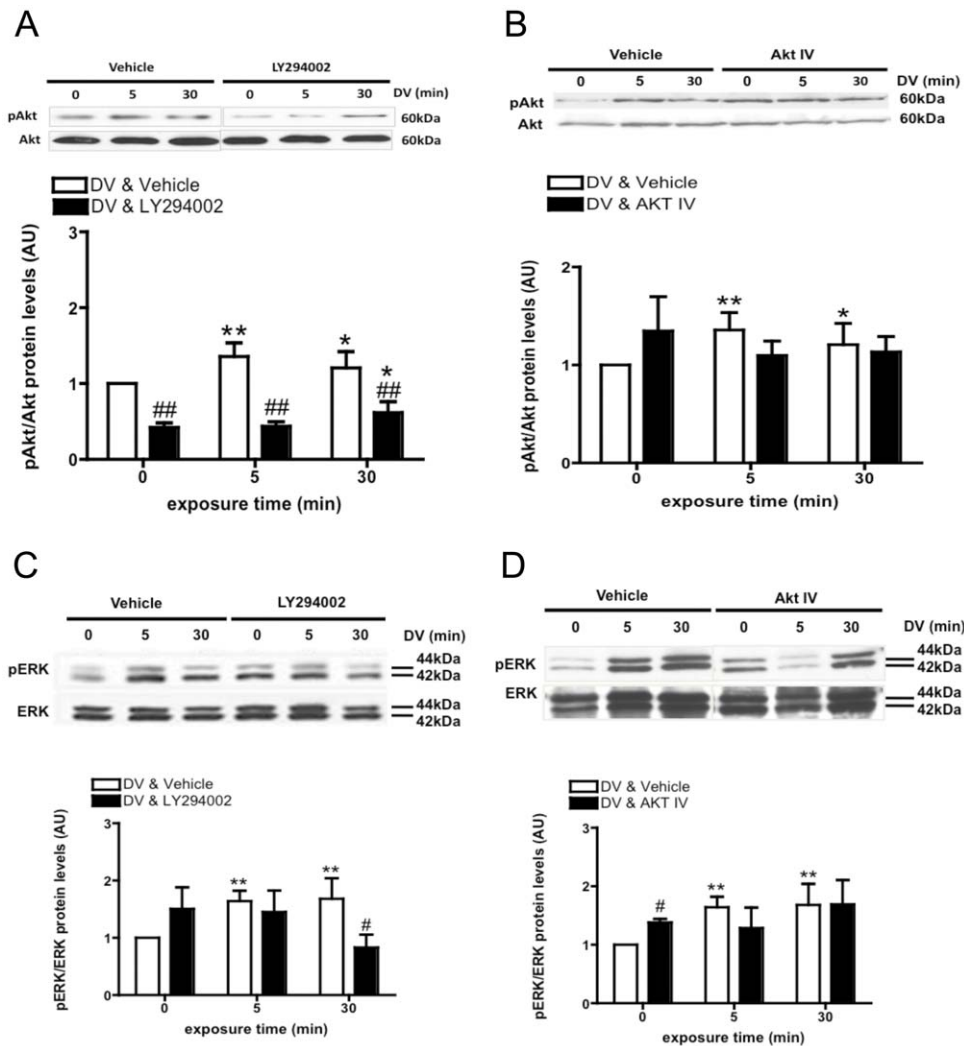 A
Vehicle LY294002
0 5 30 0 5 30 DV (min)
pAkt 60kDa
Akt 60kDa
DV & Vehicle
DV & LY294002
pAkt/Akt protein levels (AU)
3
2
1
0
** * *
## ## ##
0 5 30
exposure time (min)
B
Vehicle Akt IV
0 5 30 0 5 30 DV (min)
pAkt 60kDa
Akt 60kDa
DV & Vehicle
DV & AKT IV
pAkt/Akt protein levels (AU)
2
1
0
** *
0 5 30
exposure time (min)
C
Vehicle LY294002
0 5 30 0 5 30 DV (min)
pERK 44kDa
42kDa
ERK 44kDa
42kDa
DV & Vehicle
DV & LY294002
pERK/ERK protein levels (AU)
3
2
1
0
** **
#
0 5 30
exposure time (min)
D
Vehicle Akt IV
0 5 30 0 5 30 DV (min)
pERK 44kDa
42kDa
ERK 44kDa
42kDa
DV & Vehicle
DV & AKT IV
pERK/ERK protein levels (AU)
3
2
1
0
# ** **
0 5 30
exposure time (min)